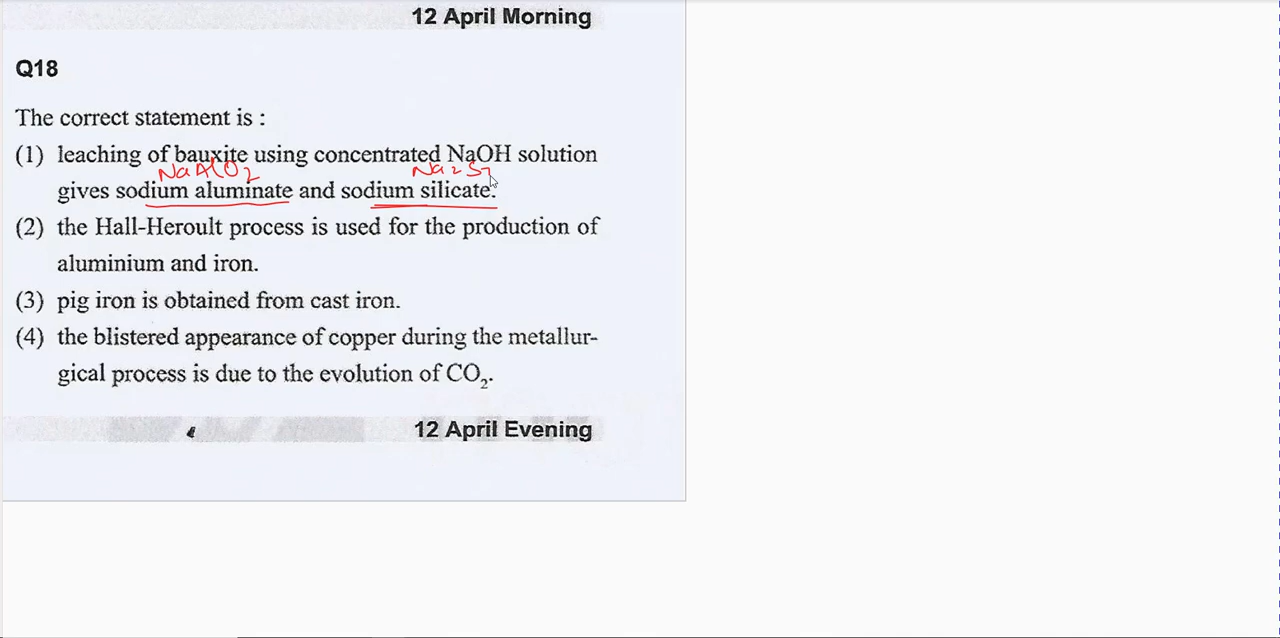 12 April Morning
Q18
The correct statement is :
(1) leaching of bauxite using concentrated NaOH solution
NaAlO2 Na2S
gives sodium aluminate and sodium silicate.
(2) the Hall-Heroult process is used for the production of
aluminium and iron.
(3) pig iron is obtained from cast iron.
(4) the blistered appearance of copper during the metallur-
gical process is due to the evolution of CO₂.
12 April Evening